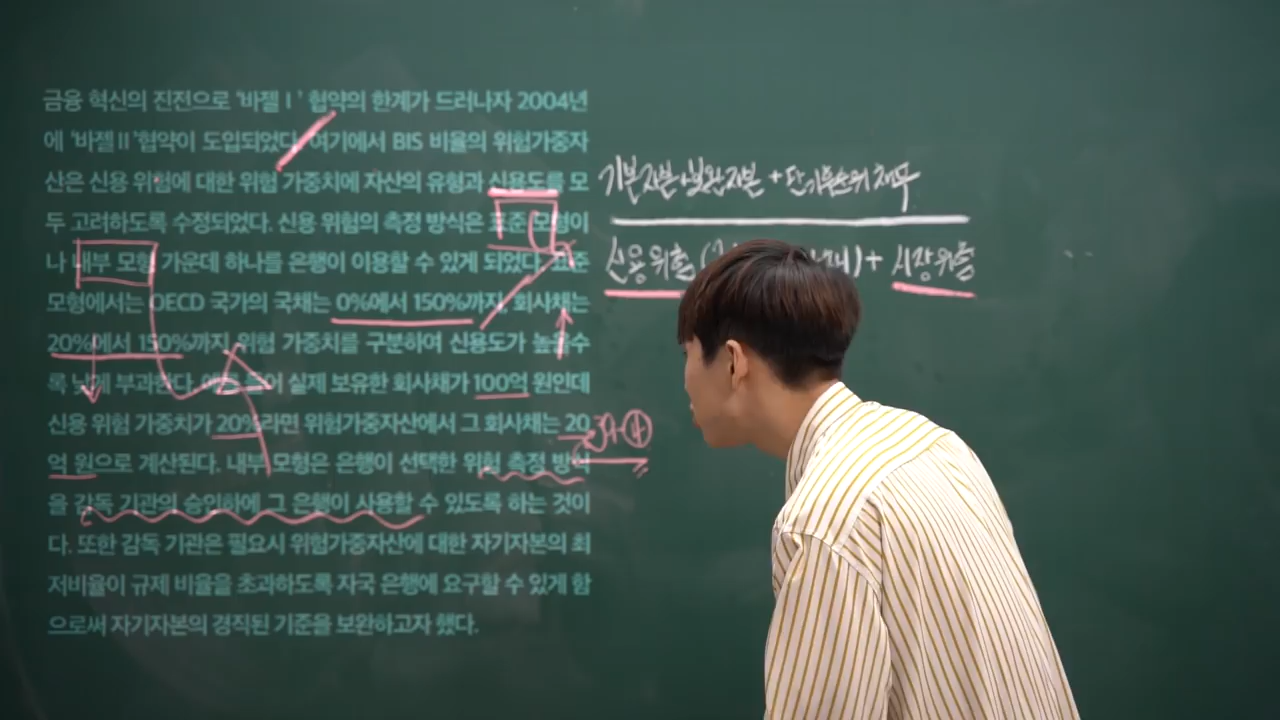 금융 혁신의 진전으로 '바젤Ⅰ' 협약의 한계가 드러나자 2004년
에 '바젤Ⅱ'협약이 도입되었다. 여기에서 BIS 비율의 위험가중자
산은 신용 위험에 대한 위험 가중치에 자산의 유형과 신용도를 모
두 고려하도록 수정되었다. 신용 위험의 측정 방식은 표준 모형이
나 내부 모형 가운데 하나를 은행이 이용할 수 있게 되었다. 표준
모형에서는 OECD 국가의 국채는 0%에서 150%까지, 회사채는
20%에서 150%까지 위험 가중치를 구분하여 신용도가 높을수
록 낮게 부과한다. 예를 들어 실제 보유한 회사채가 100억 원인데
신용 위험 가중치가 20%라면 위험가중자산에서 그 회사채는 20
억 원으로 계산된다. 내부 모형은 은행이 선택한 위험 측정 방식
을 감독 기관의 승인하에 그 은행이 사용할 수 있도록 하는 것이
다. 또한 감독 기관은 필요시 위험가중자산에 대한 자기자본의 최
저비율이 규제 비율을 초과하도록 자국 은행에 요구할 수 있게 함
으로써 자기자본의 경직된 기준을 보완하고자 했다.
기본자본+보완자본 + 단기후순위 채무
신용 위험 ( ) + 시장위험